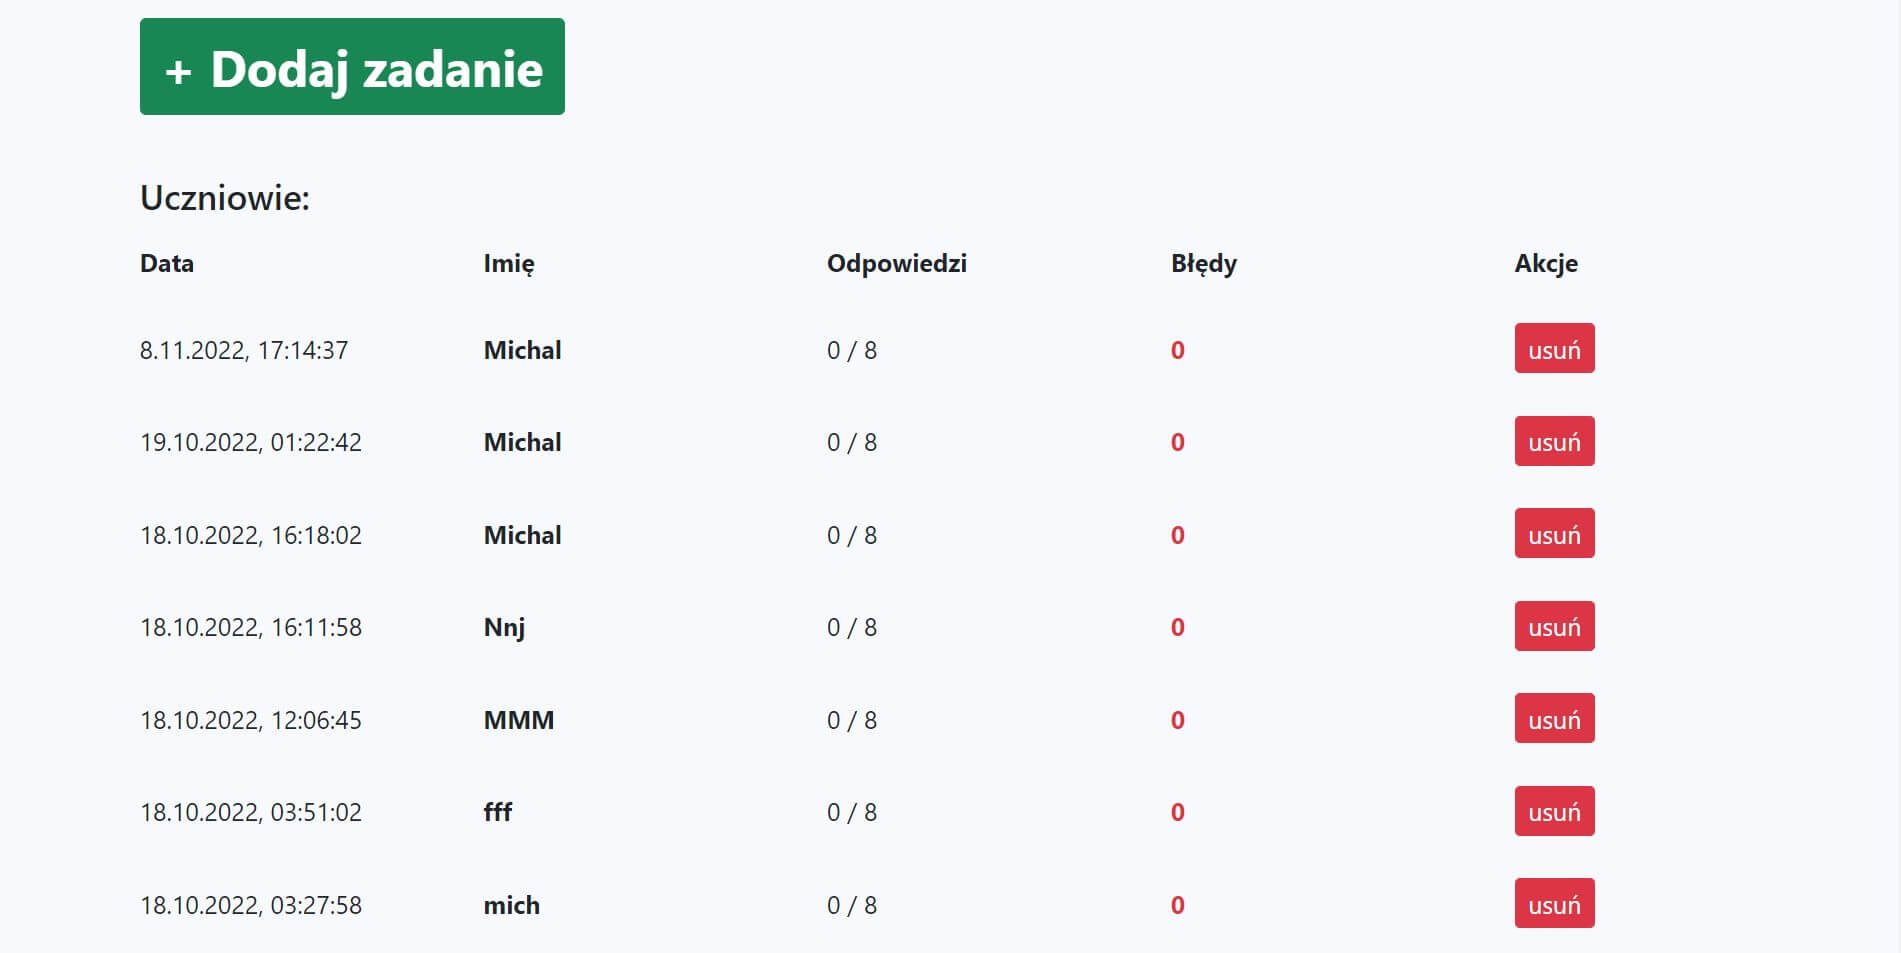 + Dodaj zadanie
Uczniowie:
Data Imię Odpowiedzi Błędy Akcje
8.11.2022, 17:14:37 Michal 0 / 8 0 usuń
19.10.2022, 01:22:42 Michal 0 / 8 0 usuń
18.10.2022, 16:18:02 Michal 0 / 8 0 usuń
18.10.2022, 16:11:58 Nnj 0 / 8 0 usuń
18.10.2022, 12:06:45 MMM 0 / 8 0 usuń
18.10.2022, 03:51:02 fff 0 / 8 0 usuń
18.10.2022, 03:27:58 mich 0 / 8 0 usuń